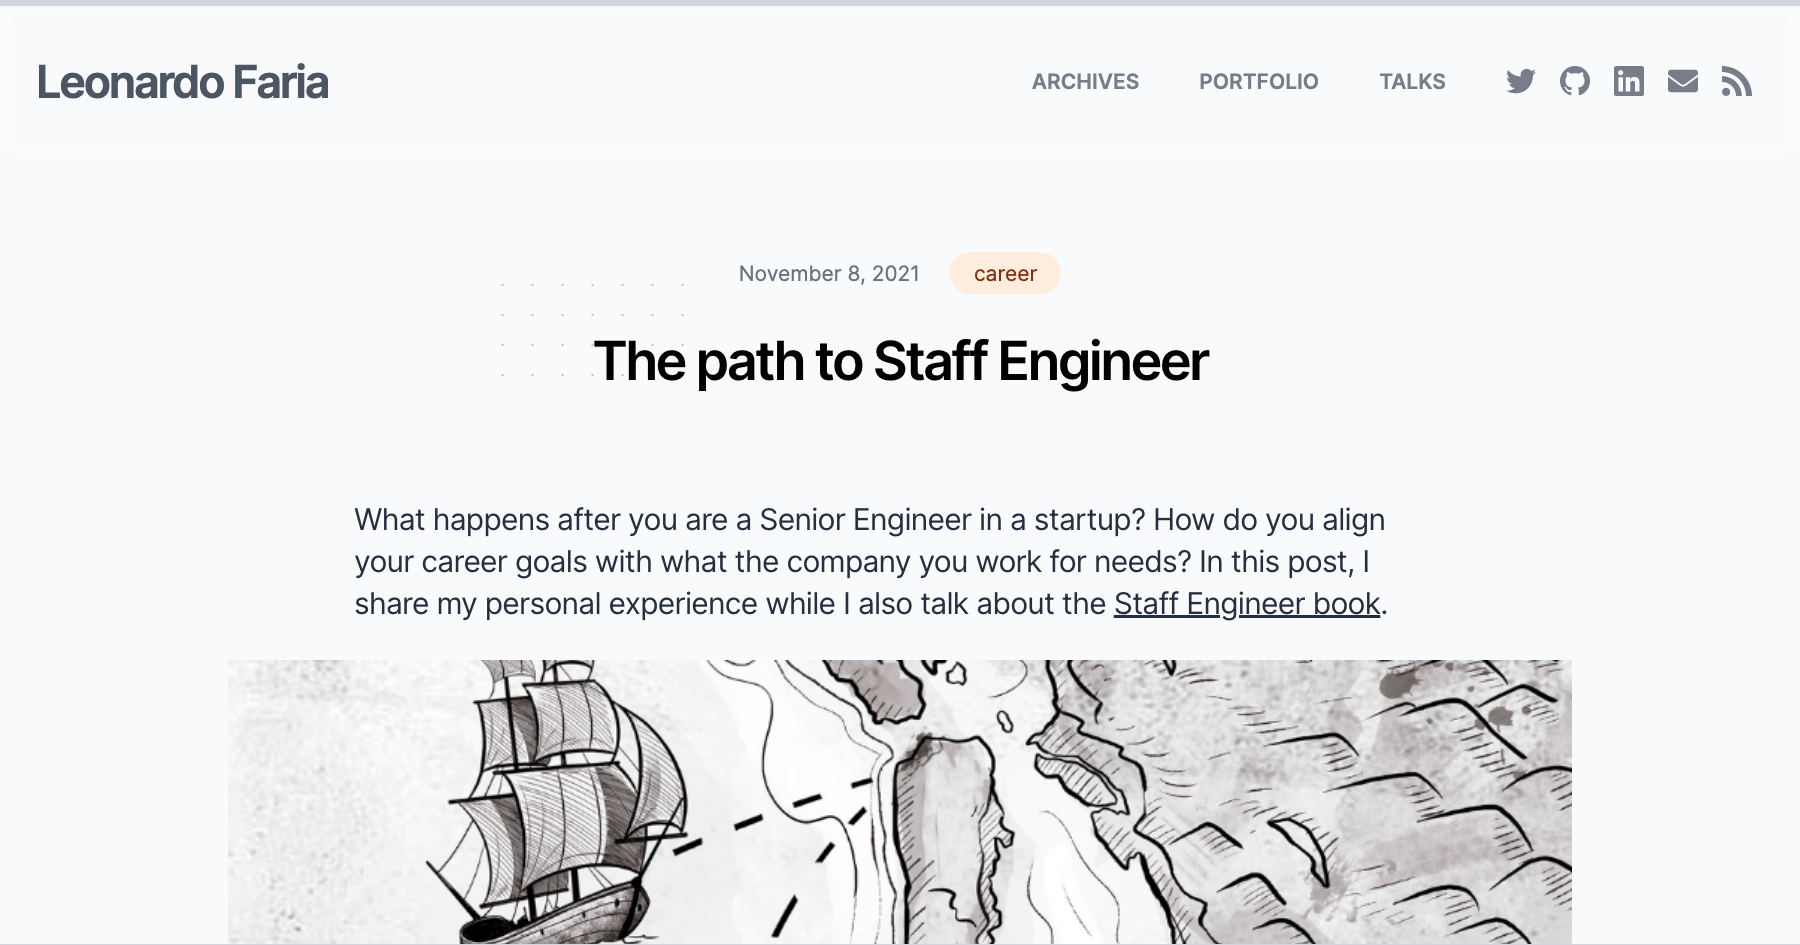 Leonardo Faria
ARCHIVES PORTFOLIO TALKS
November 8, 2021 career
The path to Staff Engineer
What happens after you are a Senior Engineer in a startup? How do you align
your career goals with what the company you work for needs? In this post, I
share my personal experience while I also talk about the Staff Engineer book.